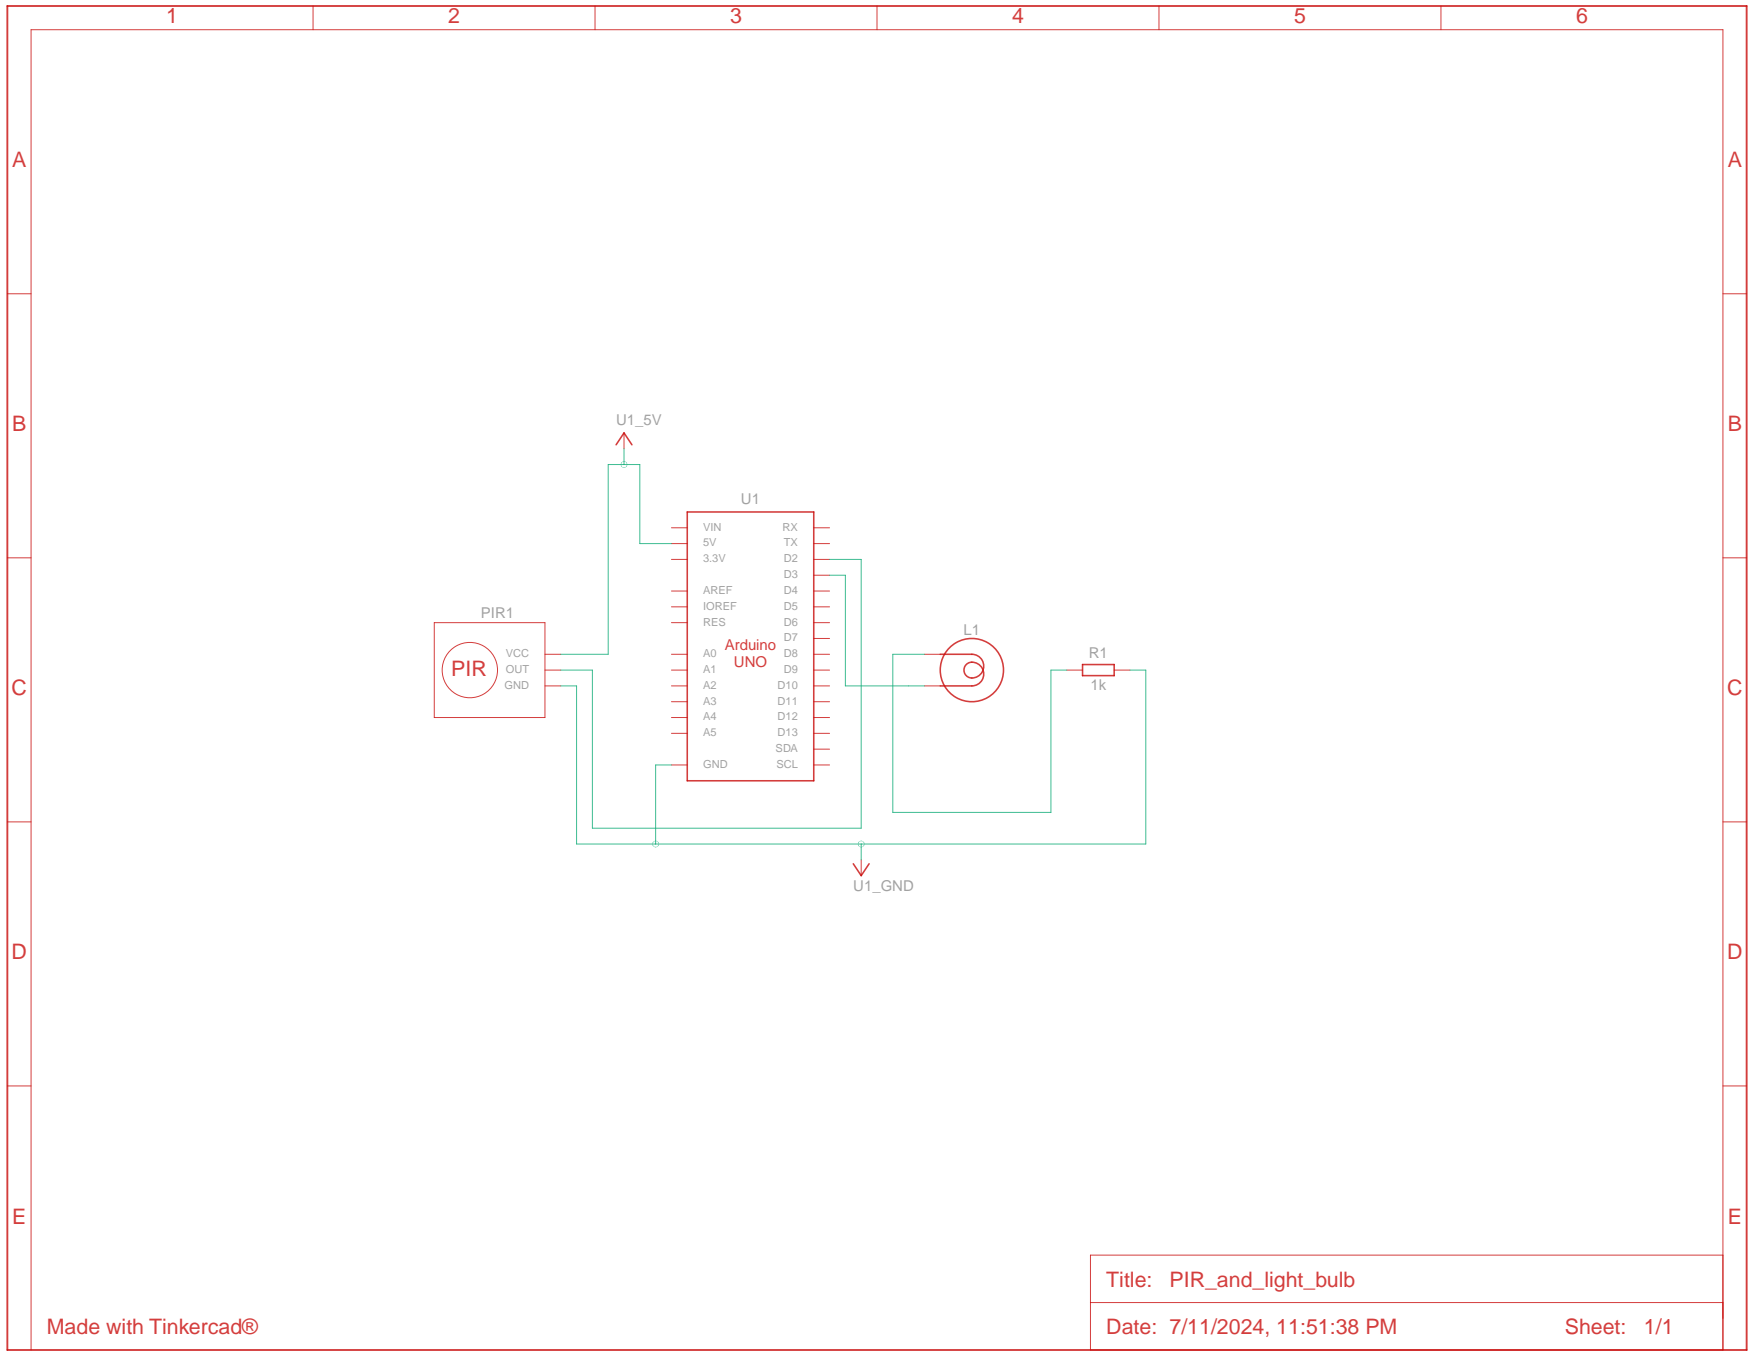 1 2 3 4 5 6
A A
B B
U1_5V
U1
VIN RX
5V TX
3.3V D2
D3
AREF D4
IOREF D5
RES D6
D7
A0 D8
A1 D9
A2 D10
A3 D11
A4 D12
A5 D13
SDA
GND SCL
Arduino
UNO
PIR1
PIR
VCC
OUT
GND
L1
R1
1k
C C
U1_GND
D D
E E
Title: PIR_and_light_bulb
Made with Tinkercad®
Date: 7/11/2024, 11:51:38 PM Sheet: 1/1